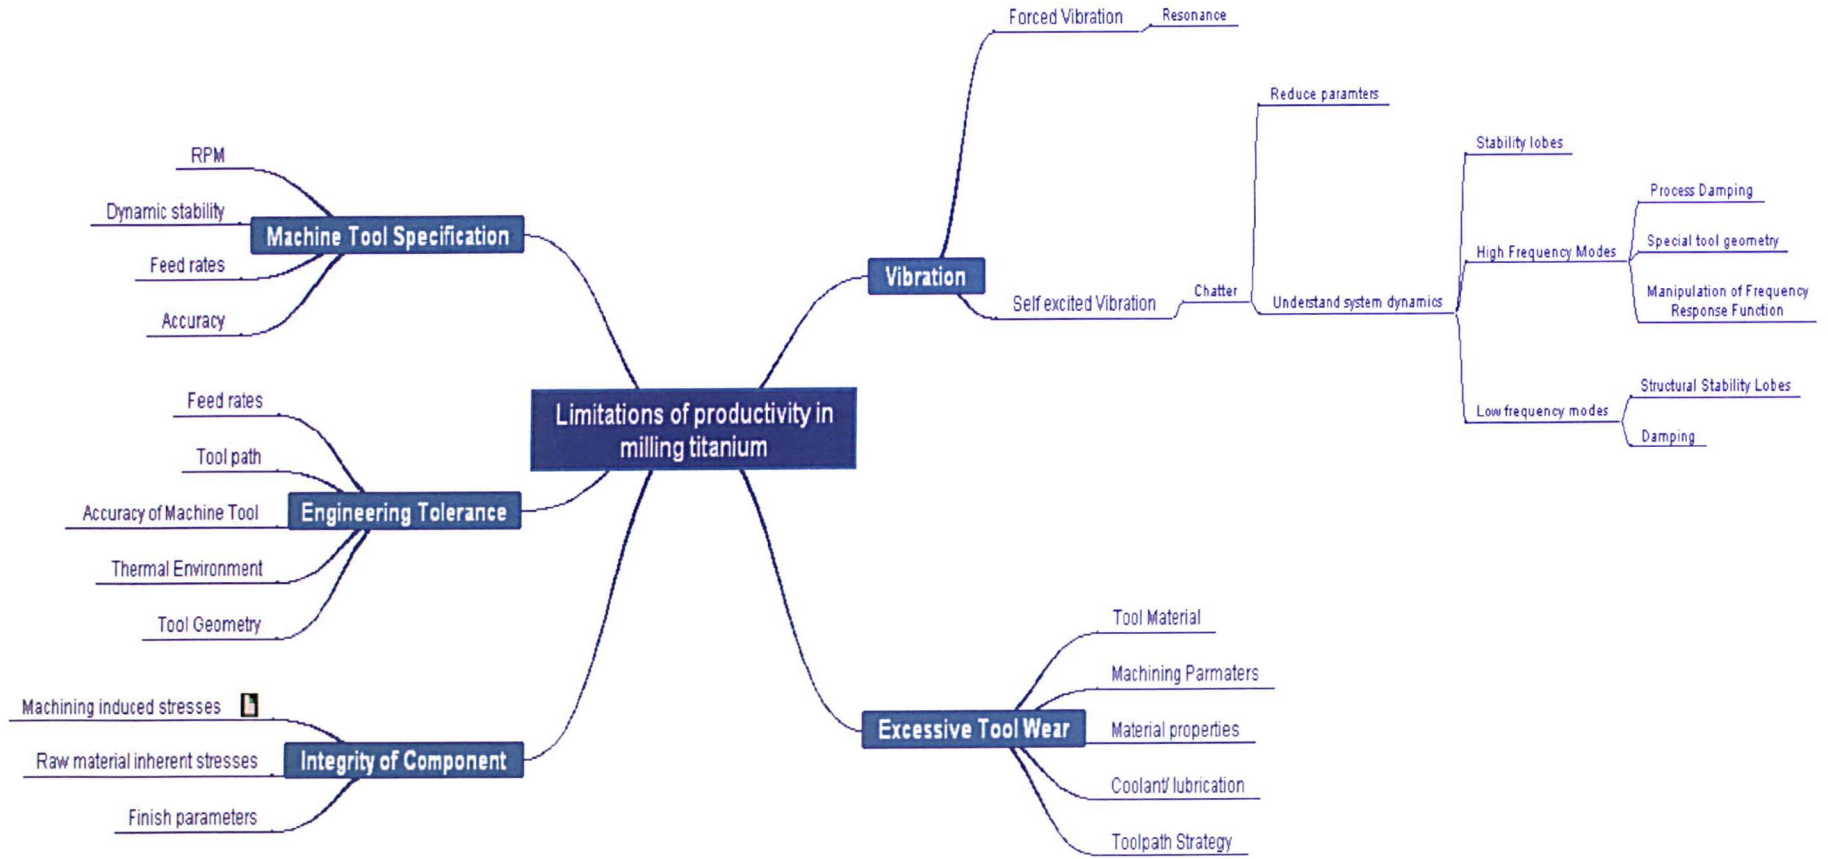 Limitations of productivity in
milling titanium
Machine Tool Specification
RPM
Dynamic stability
Feed rates
Accuracy
Engineering Tolerance
Feed rates
Tool path
Accuracy of Machine Tool
Thermal Environment
Tool Geometry
Integrity of Component
Machining induced stresses
Raw material inherent stresses
Finish parameters
Vibration
Forced Vibration
Resonance
Self excited Vibration
Chatter
Reduce paramters
Understand system dynamics
Stability lobes
High Frequency Modes
Process Damping
Special tool geometry
Manipulation of Frequency
Response Function
Low frequency modes
Structural Stability Lobes
Damping
Excessive Tool Wear
Tool Material
Machining Parmaters
Material properties
Coolant/ lubrication
Toolpath Strategy